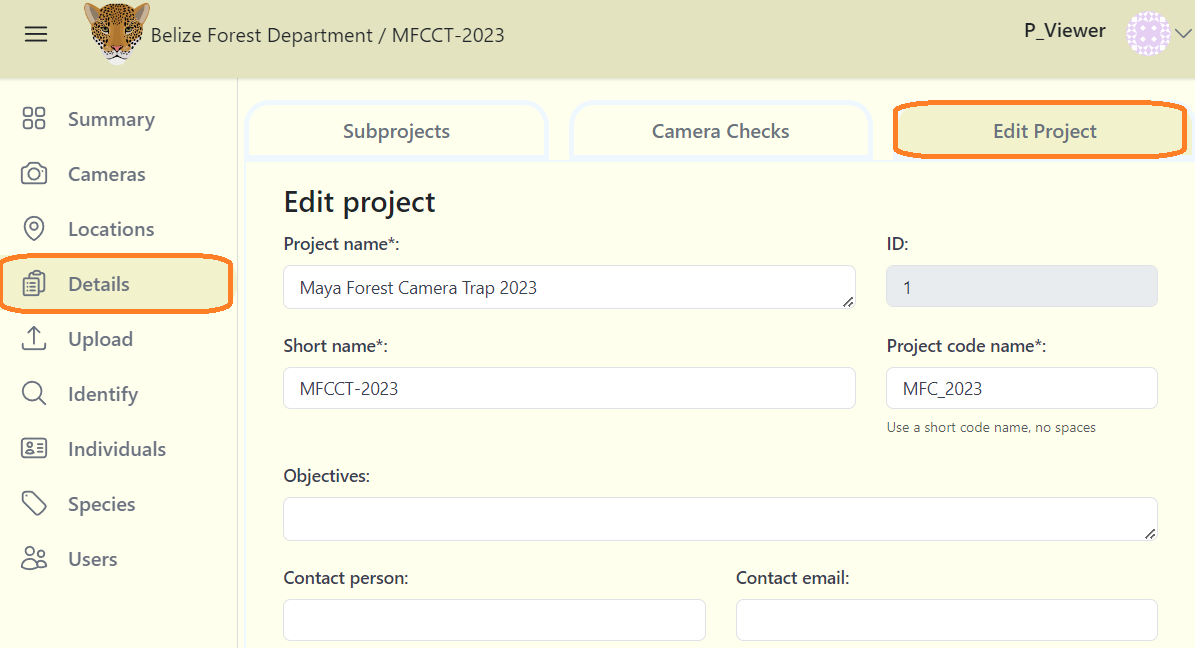 Belize Forest Department / MFCCT-2023
P_Viewer
Summary
Cameras
Locations
Details
Upload
Identify
Individuals
Species
Users
Subprojects
Camera Checks
Edit Project
Edit project
Project name*:
ID:
Maya Forest Camera Trap 2023
1
Short name*:
Project code name*:
MFCCT-2023
MFC_2023
Use a short code name, no spaces
Objectives:
Contact person:
Contact email: